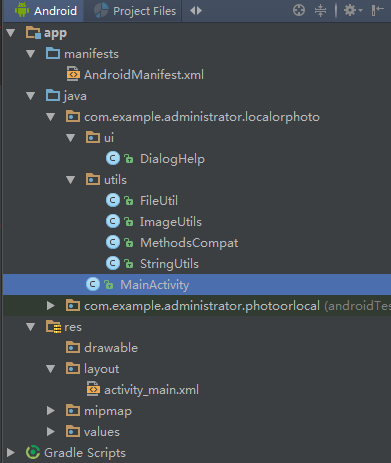 Android Project Files
app
manifests
AndroidManifest.xml
java
com.example.administrator.localorphoto
ui
DialogHelp
utils
FileUtil
ImageUtils
MethodsCompat
StringUtils
MainActivity
com.example.administrator.photoorlocal (androidTes
res
drawable
layout
activity_main.xml
mipmap
values
Gradle Scripts